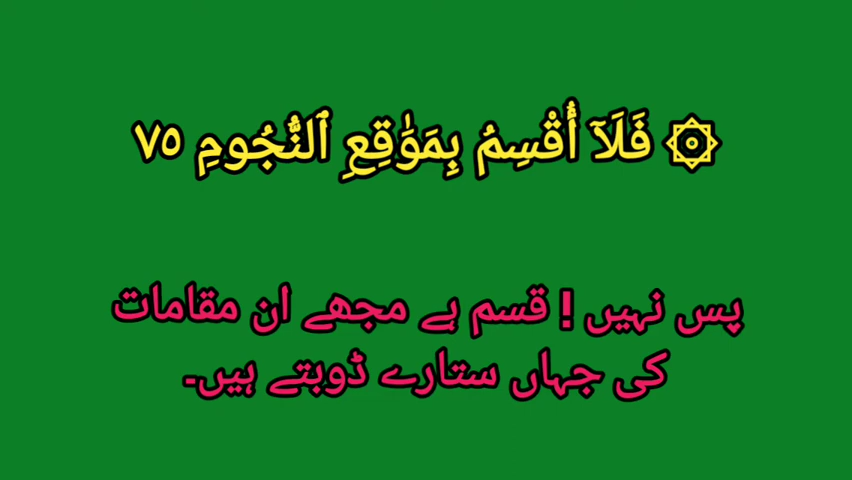 ۞ فَلَآ أُقْسِمُ بِمَوَٰقِعِ ٱلنُّجُومِ ٧٥
پس نہیں ! قسم ہے مجھے ان مقامات
کی جہاں ستارے ڈوبتے ہیں۔